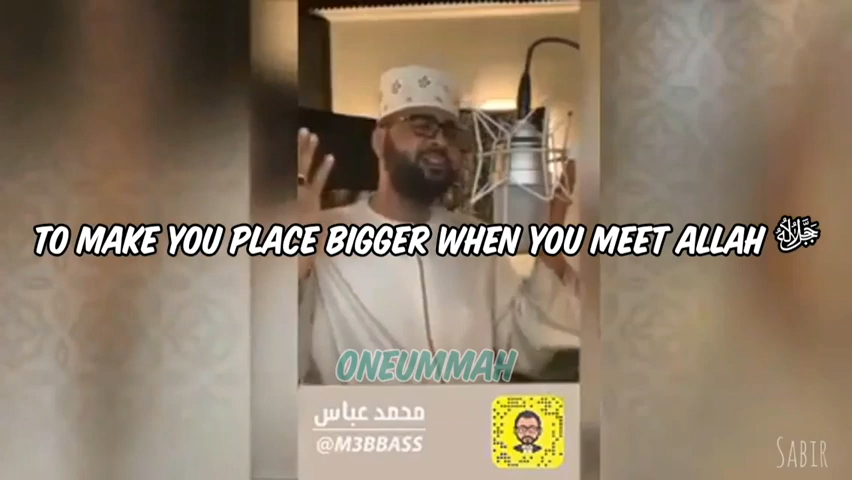 TO MAKE YOU PLACE BIGGER WHEN YOU MEET ALLAH ﷻ
ONEUMMAH
محمد عباس
@M3BBASS
SABIR